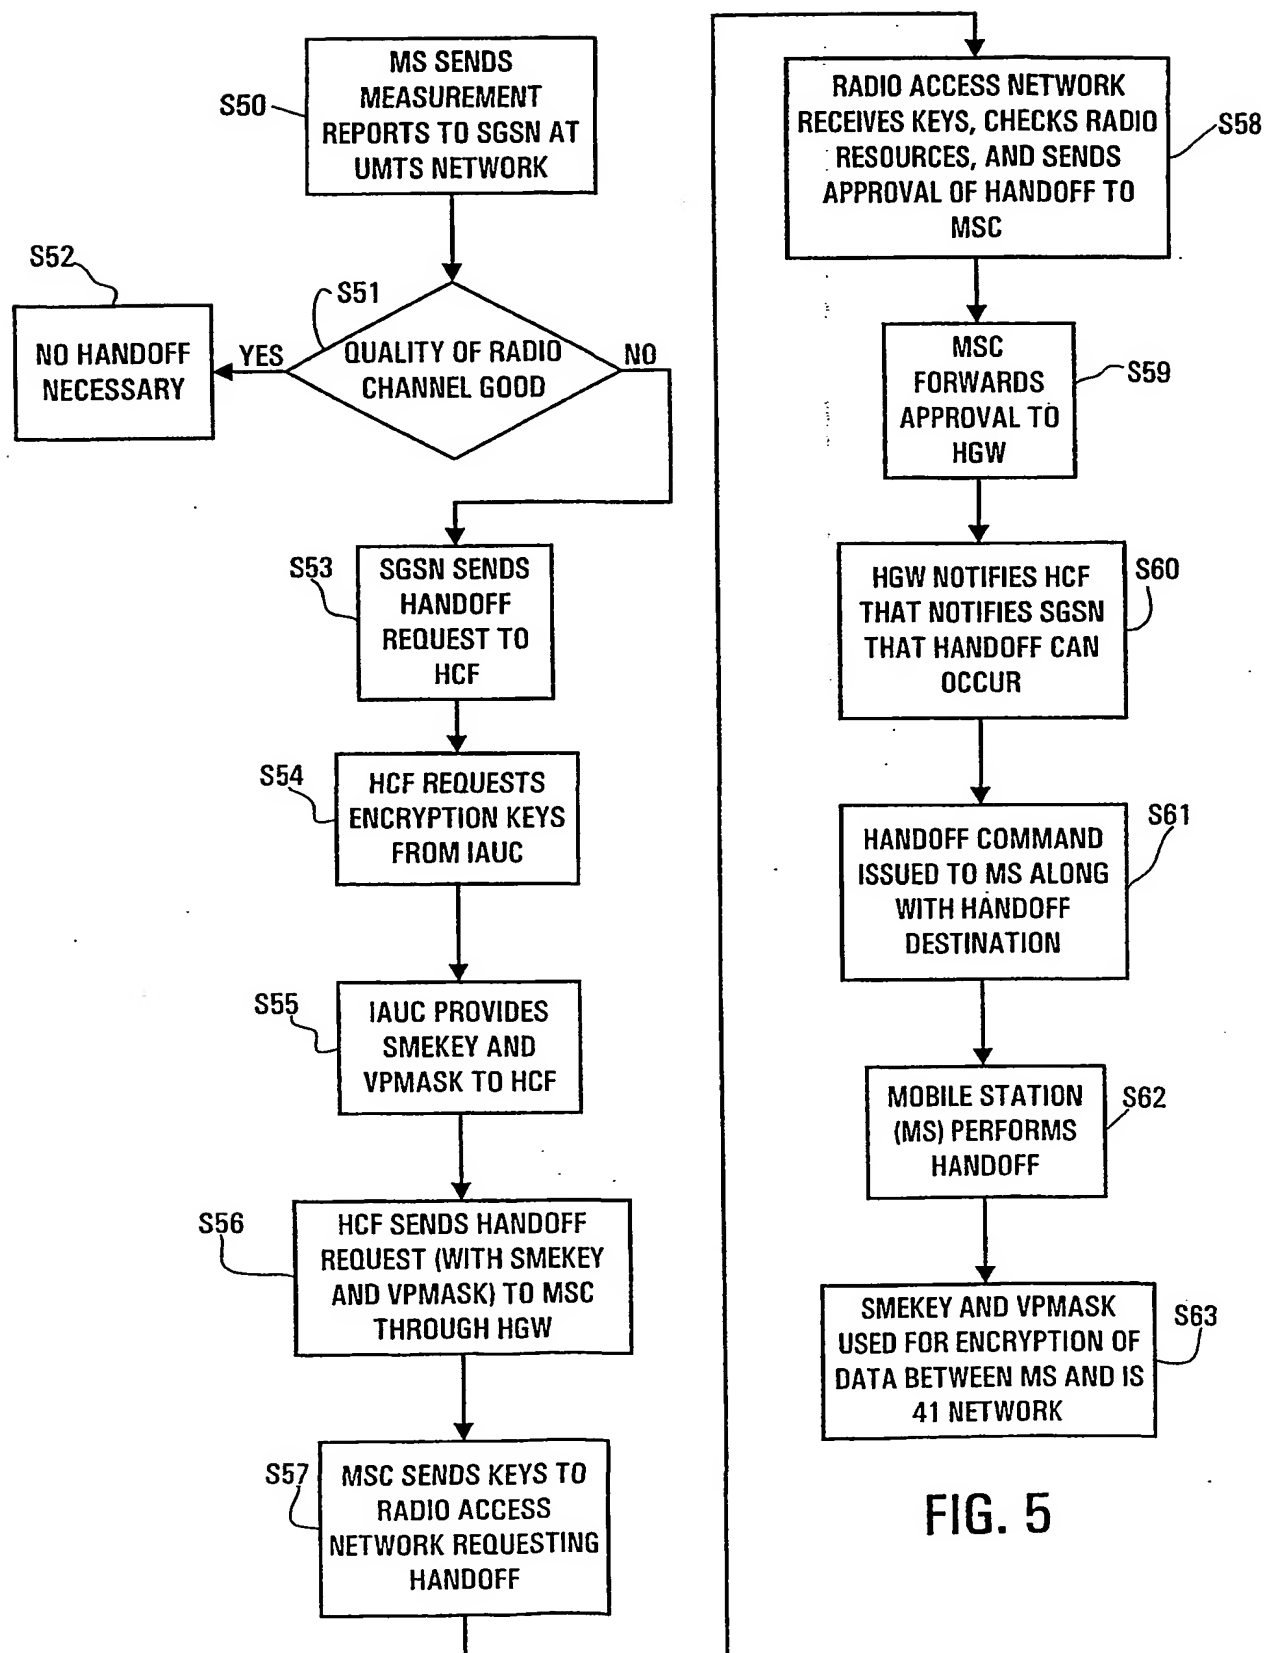 MS SENDS
MEASUREMENT
REPORTS TO SGSN AT
UMTS NETWORK
S50
S52
NO HANDOFF
NECESSARY
YES
S51
QUALITY OF RADIO
CHANNEL GOOD
NO
S53
SGSN SENDS
HANDOFF
REQUEST TO
HCF
S54
HCF REQUESTS
ENCRYPTION KEYS
FROM IAUC
S55
IAUC PROVIDES
SMEKEY AND
VPMASK TO HCF
S56
HCF SENDS HANDOFF
REQUEST (WITH SMEKEY
AND VPMASK) TO MSC
THROUGH HGW
S57
MSC SENDS KEYS TO
RADIO ACCESS
NETWORK REQUESTING
HANDOFF
RADIO ACCESS NETWORK
RECEIVES KEYS, CHECKS RADIO
RESOURCES, AND SENDS
APPROVAL OF HANDOFF TO
MSC
S58
MSC
FORWARDS
APPROVAL TO
HGW
S59
HGW NOTIFIES HCF
THAT NOTIFIES SGSN
THAT HANDOFF CAN
OCCUR
S60
HANDOFF COMMAND
ISSUED TO MS ALONG
WITH HANDOFF
DESTINATION
S61
MOBILE STATION
(MS) PERFORMS
HANDOFF
S62
SMEKEY AND VPMASK
USED FOR ENCRYPTION OF
DATA BETWEEN MS AND IS
41 NETWORK
S63
FIG. 5